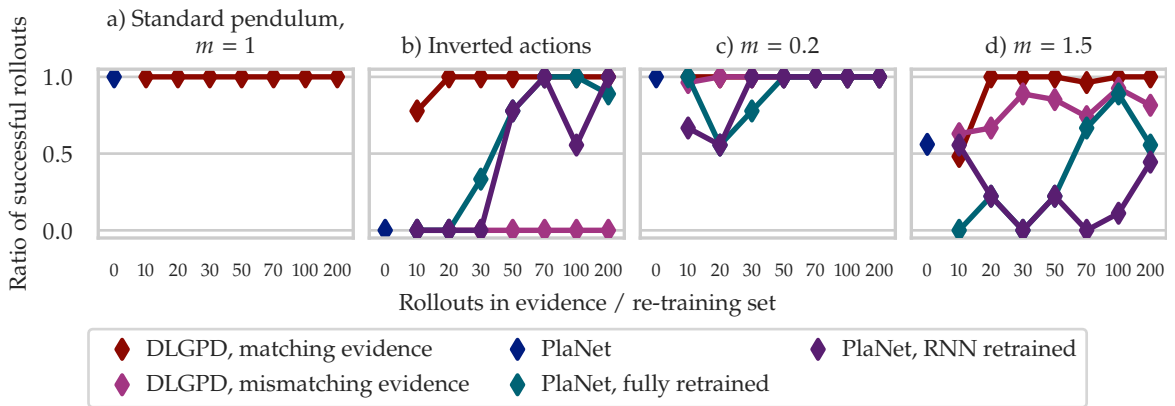 a) Standard pendulum,
m = 1
b) Inverted actions
c) m = 0.2
d) m = 1.5
Ratio of successful rollouts
1.0
0.5
0.0
0 10 20 30 50 70 100 200
0 10 20 30 50 70 100 200
0 10 20 30 50 70 100 200
0 10 20 30 50 70 100 200
Rollouts in evidence / re-training set
DLGPD, matching evidence
DLGPD, mismatching evidence
PlaNet
PlaNet, fully retrained
PlaNet, RNN retrained